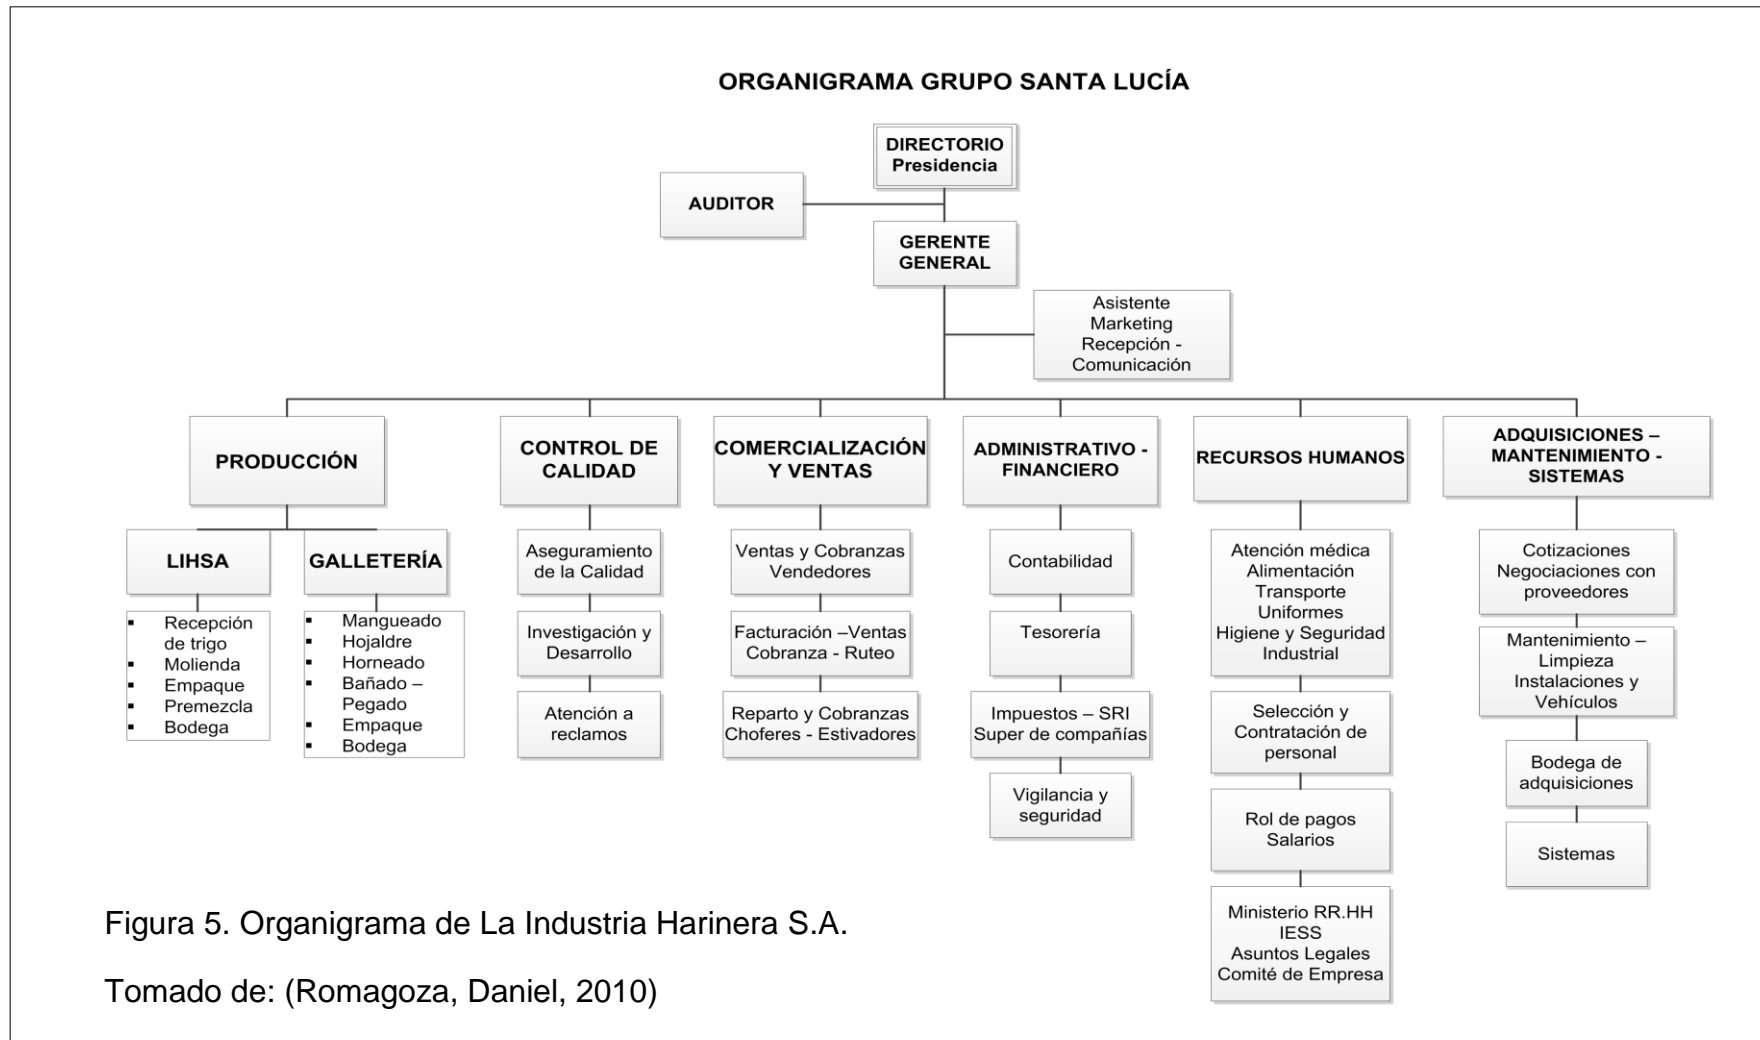 ORGANIGRAMA GRUPO SANTA LUCÍA
DIRECTORIO
Presidencia
AUDITOR
GERENTE
GENERAL
Asistente
Marketing
Recepción -
Comunicación
PRODUCCIÓN
LIHSA
▪ Recepción
de trigo
▪ Molienda
▪ Empaque
▪ Premezcla
▪ Bodega
GALLETERÍA
▪ Mangueado
▪ Hojaldre
▪ Horneado
▪ Bañado –
Pegado
▪ Empaque
▪ Bodega
CONTROL DE
CALIDAD
Aseguramiento
de la Calidad
Investigación y
Desarrollo
Atención a
reclamos
COMERCIALIZACIÓN
Y VENTAS
Ventas y Cobranzas
Vendedores
Facturación –Ventas
Cobranza - Ruteo
Reparto y Cobranzas
Choferes - Estivadores
ADMINISTRATIVO -
FINANCIERO
Contabilidad
Tesorería
Impuestos – SRI
Super de compañías
Vigilancia y
seguridad
RECURSOS HUMANOS
Atención médica
Alimentación
Transporte
Uniformes
Higiene y Seguridad
Industrial
Selección y
Contratación de
personal
Rol de pagos
Salarios
Ministerio RR.HH
IESS
Asuntos Legales
Comité de Empresa
ADQUISICIONES –
MANTENIMIENTO -
SISTEMAS
Cotizaciones
Negociaciones con
proveedores
Mantenimiento –
Limpieza
Instalaciones y
Vehículos
Bodega de
adquisiciones
Sistemas
Figura 5. Organigrama de La Industria Harinera S.A.
Tomado de: (Romagoza, Daniel, 2010)